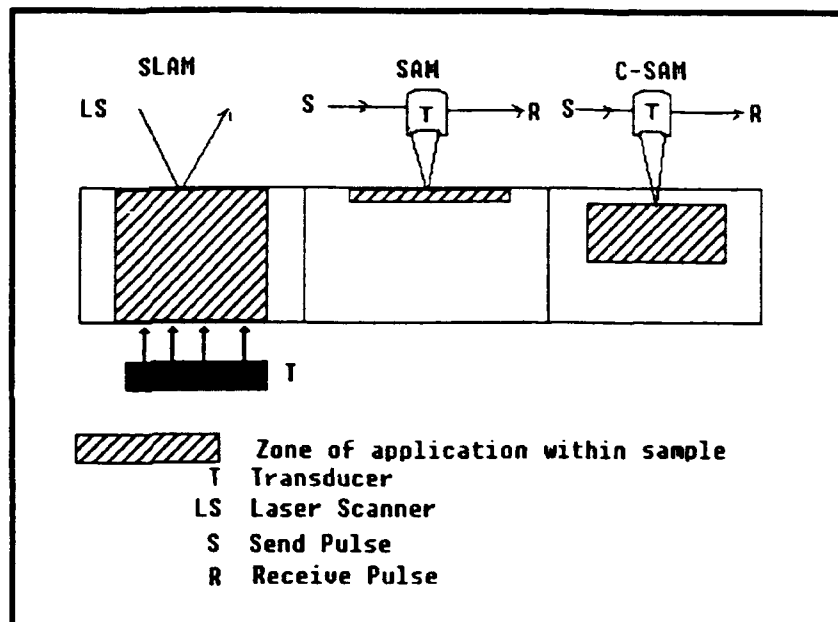 SLAM SAM C-SAM
LS S T R S T R
T
Zone of application within sample
T Transducer
LS Laser Scanner
S Send Pulse
R Receive Pulse